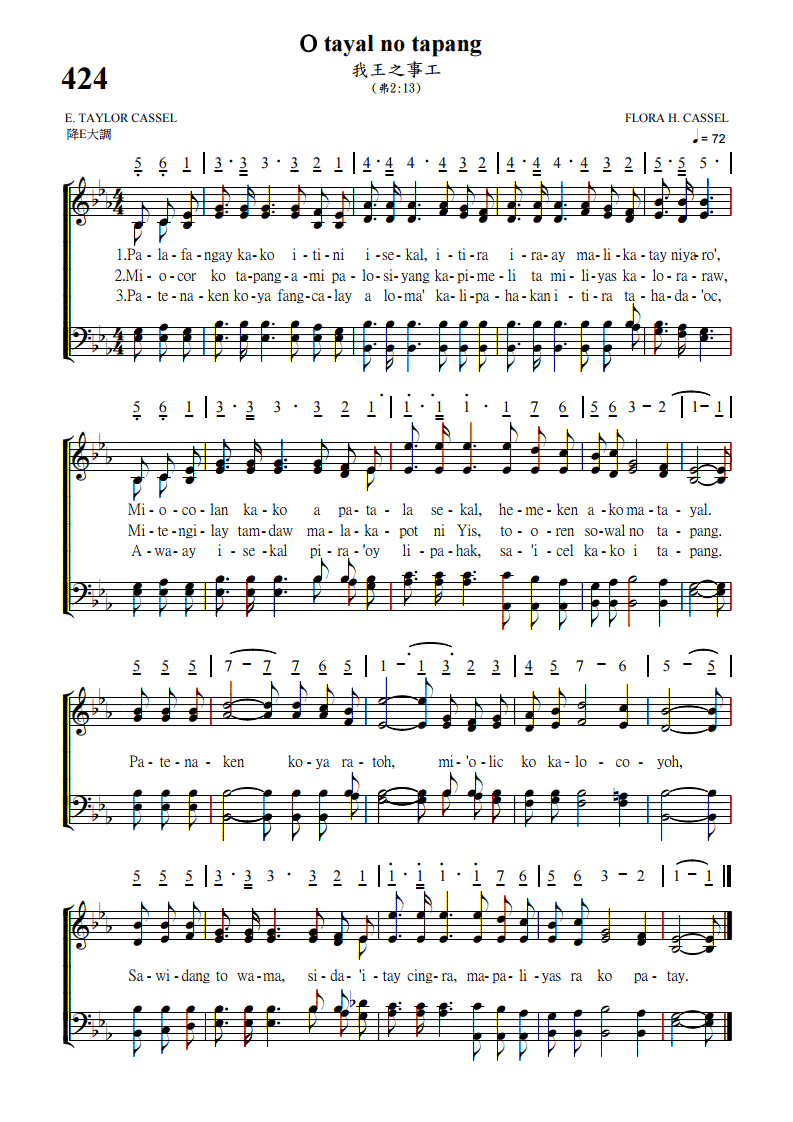 O tayal no tapang
424
我王之事工
(弗2:13)
E. TAYLOR CASSEL
FLORA H. CASSEL
降E大調
♩= 72
5 6 1 | 3 · 3 3 · 3 2 1 | 4 · 4 4 · 4 3 2 | 4 · 4 4 · 4 3 2 | 5 · 5 5 · |
1.Pa-la-fangay kako i-ti-ni i-se-kal, i-ti-ra i-ra-ay ma-li-ka-tay niya-ro',
2.Mi-o-cor ko ta-pang-a-mi pa-lo-si-yang ka-pi-me-li ta mi-li-yas ka-lo-ra-raw,
3.Pa-te-na-ken ko-ya fang-ca-lay a lo-ma' ka-li-pa-ha-kan i-ti-ra ta-ha-da-'oc,
5 6 1 | 3 · 3 3 · 3 2 1 | 1 · 1 1 · 1 7 6 | 5 6 3 - 2 | 1 - 1 |
Mi-o-co-lan ka-ko a pa-ta-la se-kal, he-me-ken a-ko ma-ta-yal.
Mi-te-ngi-lay tam-daw ma-la-ka-pot ni Yis, to-o-ren so-wal no ta-pang.
A-wa-ay i-se-kal pi-ra-'oy li-pa-hak, sa-'i-cel ka-ko i ta-pang.
5 5 5 | 7 - 7 7 6 5 | 1 - 1 3 2 3 | 4 5 7 - 6 | 5 - 5 |
Pa-te-na-ken ko-ya ra-toh, mi-'o-lic ko ka-lo-co-yoh,
5 5 5 | 3 · 3 3 · 3 2 1 | 1 · 1 1 · 1 7 6 | 5 6 3 - 2 | 1 - 1
Sa-wi-dang to wa-ma, si-da-'i-tay cing-ra, ma-pa-li-yas ra ko pa-tay.